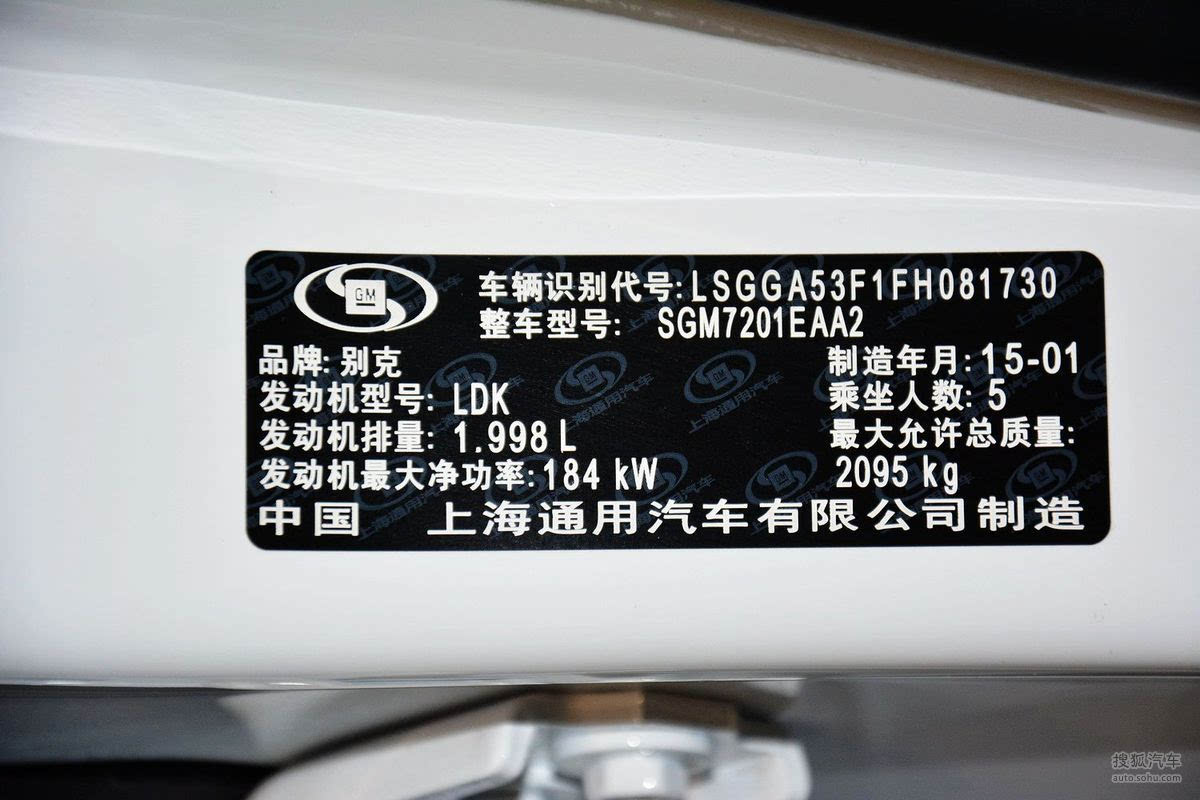 GM
车辆识别代号:LSGGA53F1FH081730
整车型号: SGM7201EAA2
品牌: 别克
制造年月: 15-01
发动机型号: LDK
乘坐人数: 5
发动机排量: 1.998 L
最大允许总质量:
发动机最大净功率:184 kW
2095 kg
中国 上海通用汽车有限公司制造
搜狐汽车
auto.sohu.com